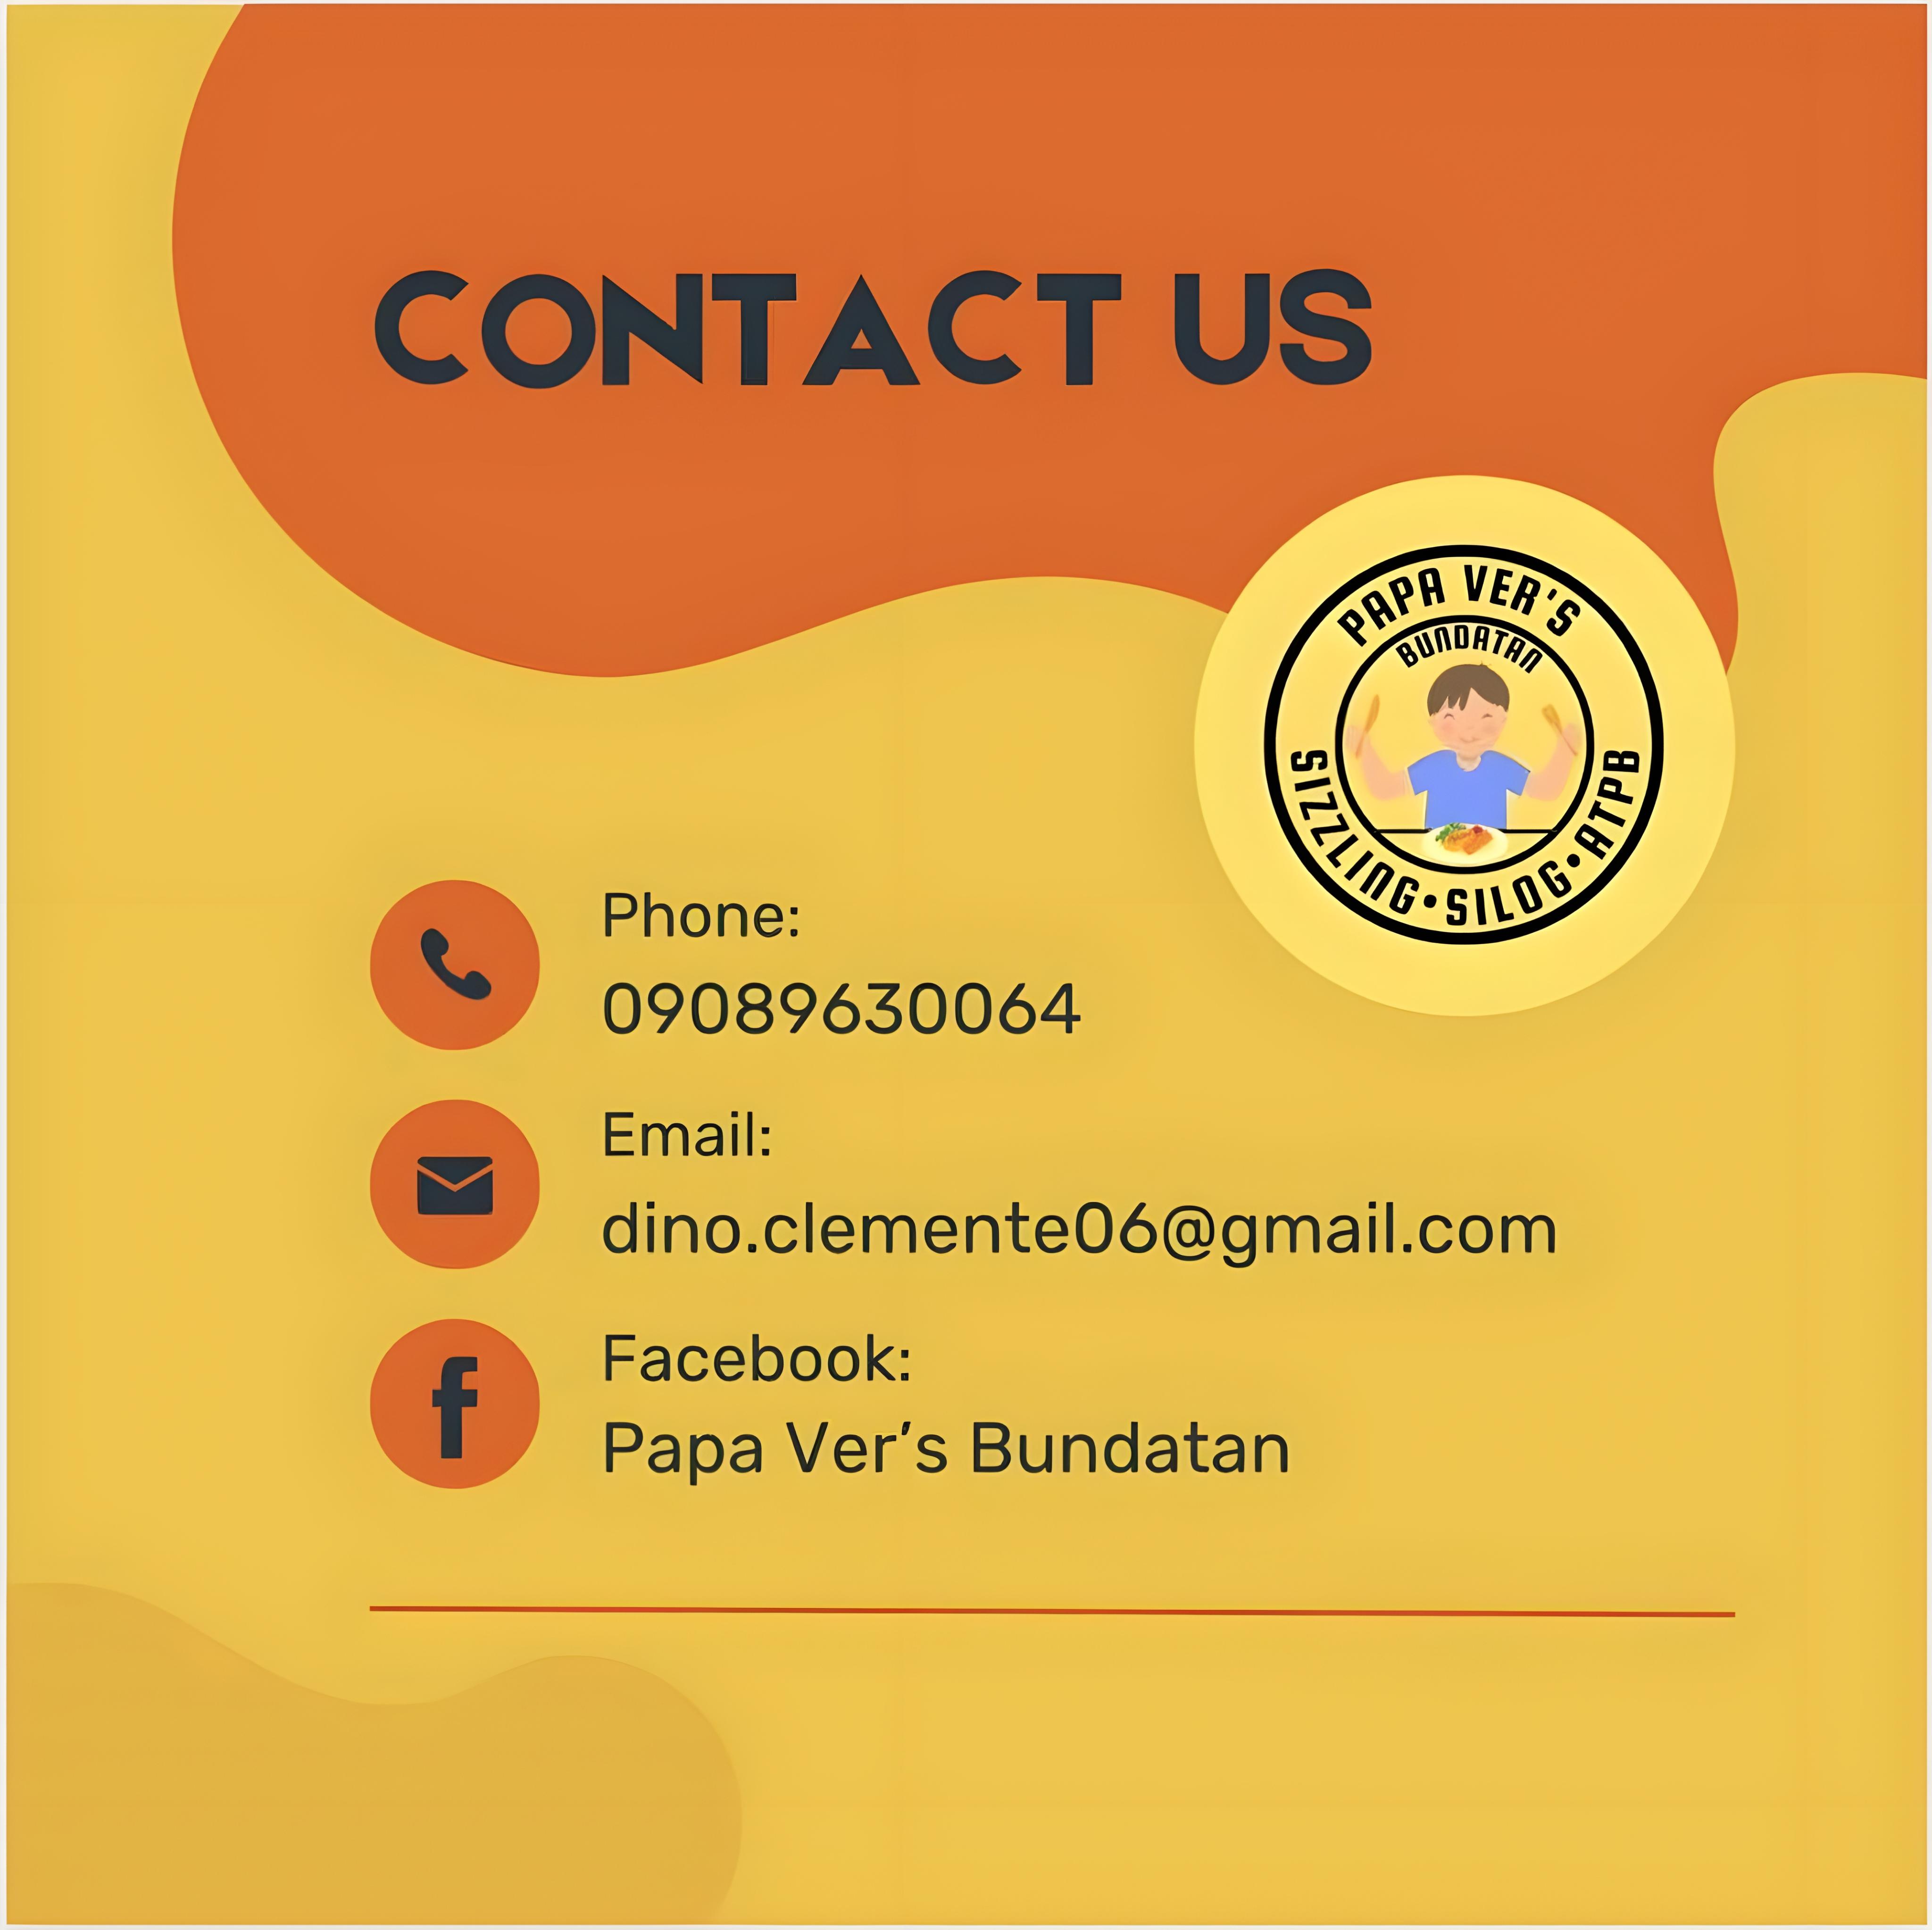 CONTACT US
PAPA VER'S
BUNDATAN
SIZZLING•SILOG•ATPB
Phone:
09089630064
Email:
dino.clemente06@gmail.com
Facebook:
Papa Ver’s Bundatan